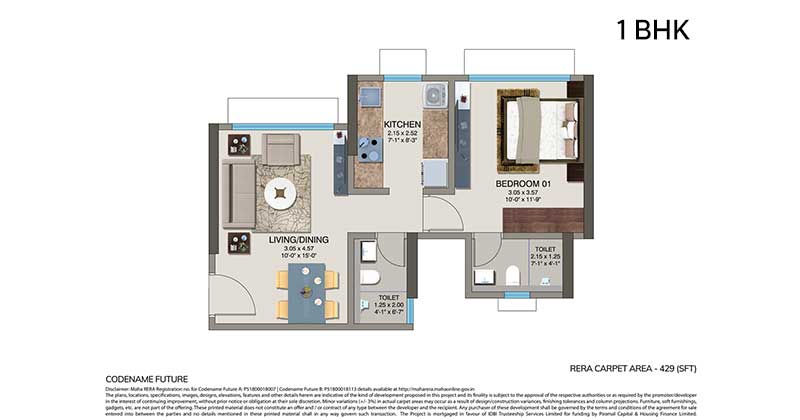 1 BHK
KITCHEN
2.15 x 2.52
7'-1" x 8'-3"
BEDROOM 01
3.05 x 3.57
10'-0" x 11'-9"
LIVING/DINING
3.05 x 4.57
10'-0" x 15'-0"
TOILET
2.15 x 1.25
7'-1" x 4'-1"
TOILET
1.25 x 2.00
4'-1" x 6'-7"
RERA CARPET AREA - 429 (SFT)
CODENAME FUTURE
Disclaimer: Maha RERA Registration no. for Codename Future A: P51800018007 | Codename Future B: P51800018113 details available at http://maharera.mahaonline.gov.in
The plans, locations, specifications, images, designs, elevations, features and other details herein are indicative of the kind of development proposed in this project and its facility is subject to the approval of the respective authorities or as required by the promoter/developer
in the interest of continuing improvement, without prior notice or obligation at their sole discretion. Minor variations (+/- 3%) in actual carpet areas may occur as a result of design/construction variances, finishing tolerances and column projections. Furniture, soft furnishings,
gadgets, etc. are not part of the offering. These printed material does not constitute an offer and / or contract of any type between the developer and the recipient. Any purchase of these development shall be governed by the terms and conditions of the agreement for sale
entered into between the parties and no details mentioned in these printed material shall in any way govern such transaction. The Project is mortgaged in favour of IDBI Trusteeship Services Limited for funding by Piramal Capital & Housing Finance Limited.